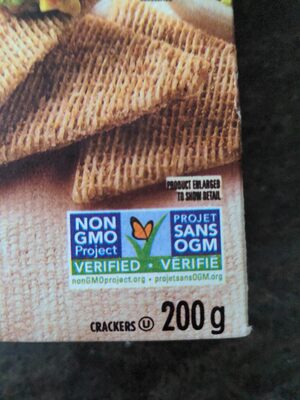 PRODUCT ENLARGED
TO SHOW DETAIL
NON
GMO
Project
VERIFIED
PROJET
SANS
OGM
VÉRIFIÉ
nonGMOproject.org • projetsansOGM.org
CRACKERS U 200 g